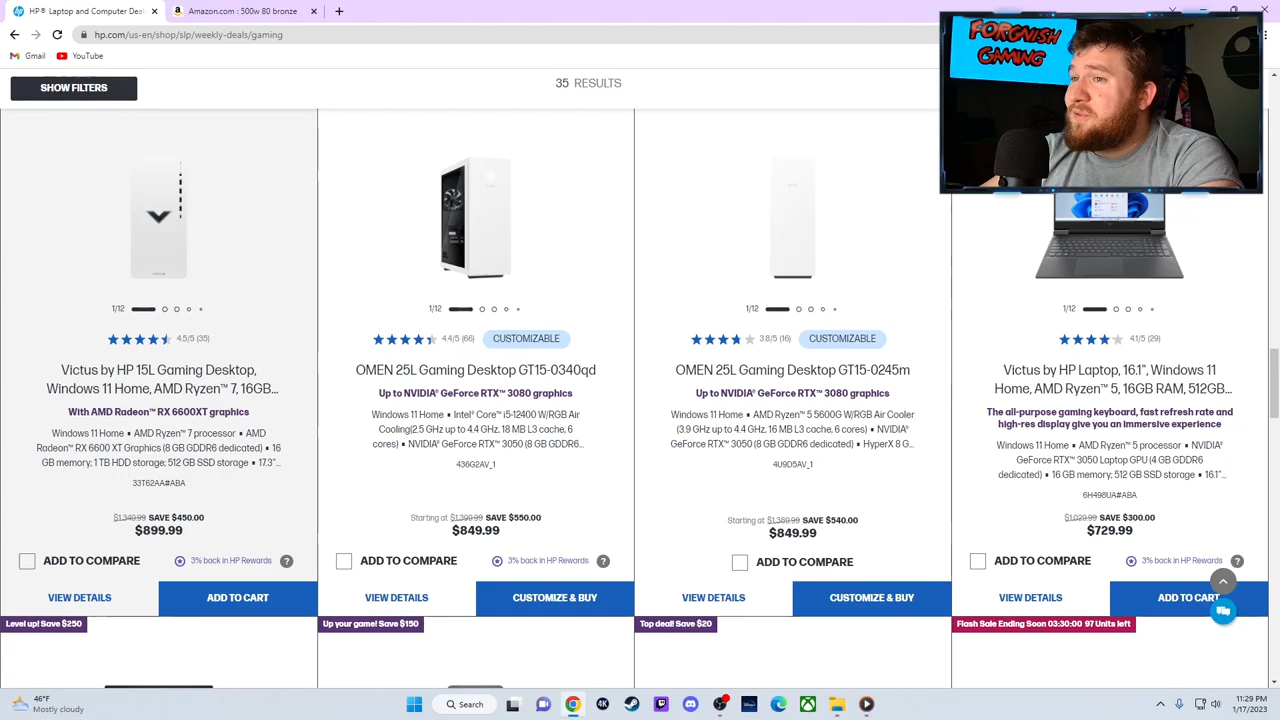 HP® Laptop and Computer Dea
Amazon.com : 500w 80 bronze
hp.com/us-en/shop/slp/weekly-deals/gaming
Gmail
YouTube
FORGNISH
GAMING
SHOW FILTERS
35 RESULTS
1/12
4.5/5 (35)
Victus by HP 15L Gaming Desktop,
Windows 11 Home, AMD Ryzen™ 7, 16GB...
With AMD Radeon™ RX 6600XT graphics
Windows 11 Home ▪ AMD Ryzen™ 7 processor ▪ AMD
Radeon™ RX 6600 XT Graphics (8 GB GDDR6 dedicated) ▪ 16
GB memory; 1 TB HDD storage; 512 GB SSD storage ▪ 17.3"...
33T62AA#ABA
$1,349.99 SAVE $450.00
$899.99
ADD TO COMPARE
3% back in HP Rewards
?
VIEW DETAILS
ADD TO CART
1/12
4.4/5 (66)
CUSTOMIZABLE
OMEN 25L Gaming Desktop GT15-0340qd
Up to NVIDIA® GeForce RTX™ 3080 graphics
Windows 11 Home ▪ Intel® Core™ i5-12400 W/RGB Air
Cooling(2.5 GHz up to 4.4 GHz, 18 MB L3 cache, 6
cores) ▪ NVIDIA® GeForce RTX™ 3050 (8 GB GDDR6...
436G2AV_1
Starting at $1,399.99 SAVE $550.00
$849.99
ADD TO COMPARE
3% back in HP Rewards
?
VIEW DETAILS
CUSTOMIZE & BUY
1/12
3.8/5 (16)
CUSTOMIZABLE
OMEN 25L Gaming Desktop GT15-0245m
Up to NVIDIA® GeForce RTX™ 3080 graphics
Windows 11 Home ▪ AMD Ryzen™ 5 5600G W/RGB Air Cooler
(3.9 GHz up to 4.4 GHz, 16 MB L3 cache, 6 cores) ▪ NVIDIA®
GeForce RTX™ 3050 (8 GB GDDR6 dedicated) ▪ HyperX 8 G...
4U9D5AV_1
Starting at $1,389.99 SAVE $540.00
$849.99
ADD TO COMPARE
VIEW DETAILS
CUSTOMIZE & BUY
1/12
4.1/5 (29)
Victus by HP Laptop, 16.1", Windows 11
Home, AMD Ryzen™ 5, 16GB RAM, 512GB...
The all-purpose gaming keyboard, fast refresh rate and
high-res display give you an immersive experience
Windows 11 Home ▪ AMD Ryzen™ 5 processor ▪ NVIDIA®
GeForce RTX™ 3050 Laptop GPU (4 GB GDDR6
dedicated) ▪ 16 GB memory; 512 GB SSD storage ▪ 16.1"...
6H498UA#ABA
$1,029.99 SAVE $300.00
$729.99
ADD TO COMPARE
3% back in HP Rewards
?
VIEW DETAILS
ADD TO CART
Level up! Save $250
Up your game! Save $150
Top deal! Save $20
Flash Sale Ending Soon 03:30:00 97 Units left
46°F
Mostly cloudy
Search
4K
11:29 PM
1/17/2023